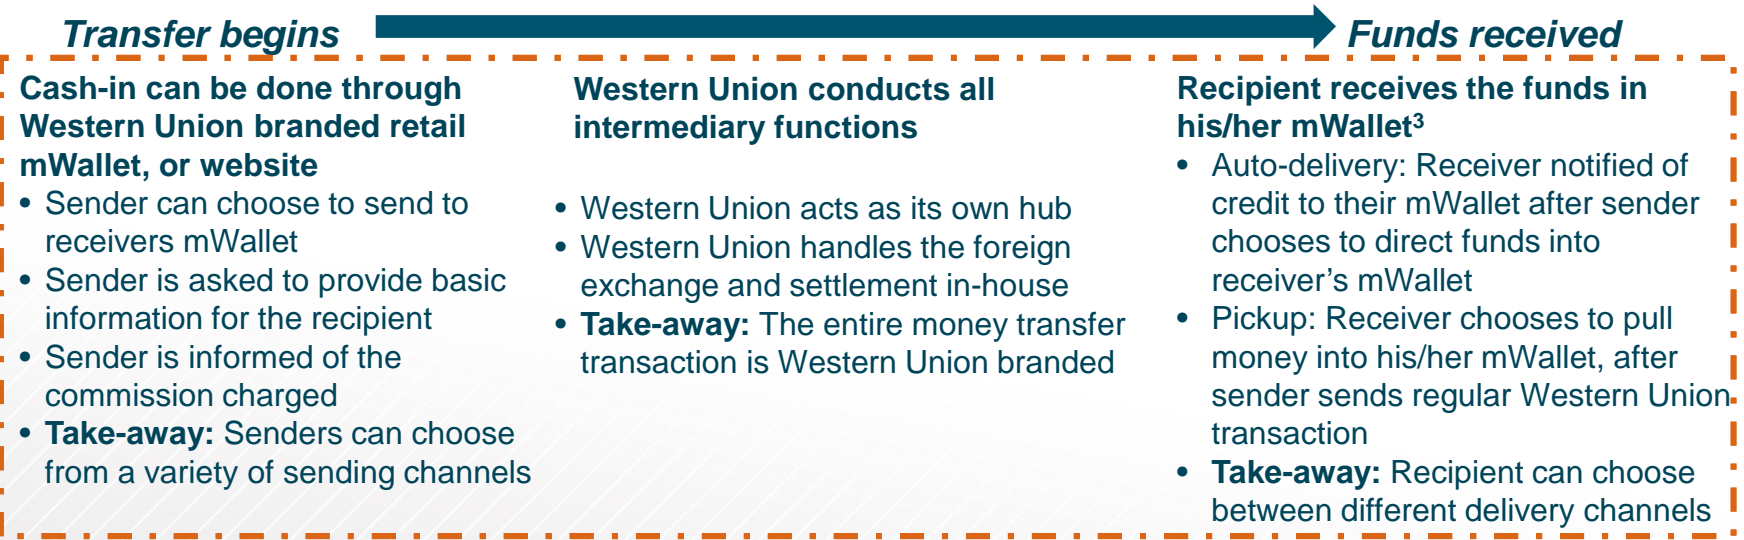 Transfer begins
Funds received
Cash-in can be done through
Western Union branded retail
mWallet, or website
• Sender can choose to send to
receivers mWallet
• Sender is asked to provide basic
information for the recipient
• Sender is informed of the
commission charged
• Take-away: Senders can choose
from a variety of sending channels
Western Union conducts all
intermediary functions
• Western Union acts as its own hub
• Western Union handles the foreign
exchange and settlement in-house
• Take-away: The entire money transfer
transaction is Western Union branded
Recipient receives the funds in
his/her mWallet³
• Auto-delivery: Receiver notified of
credit to their mWallet after sender
chooses to direct funds into
receiver’s mWallet
• Pickup: Receiver chooses to pull
money into his/her mWallet, after
sender sends regular Western Union
transaction
• Take-away: Recipient can choose
between different delivery channels